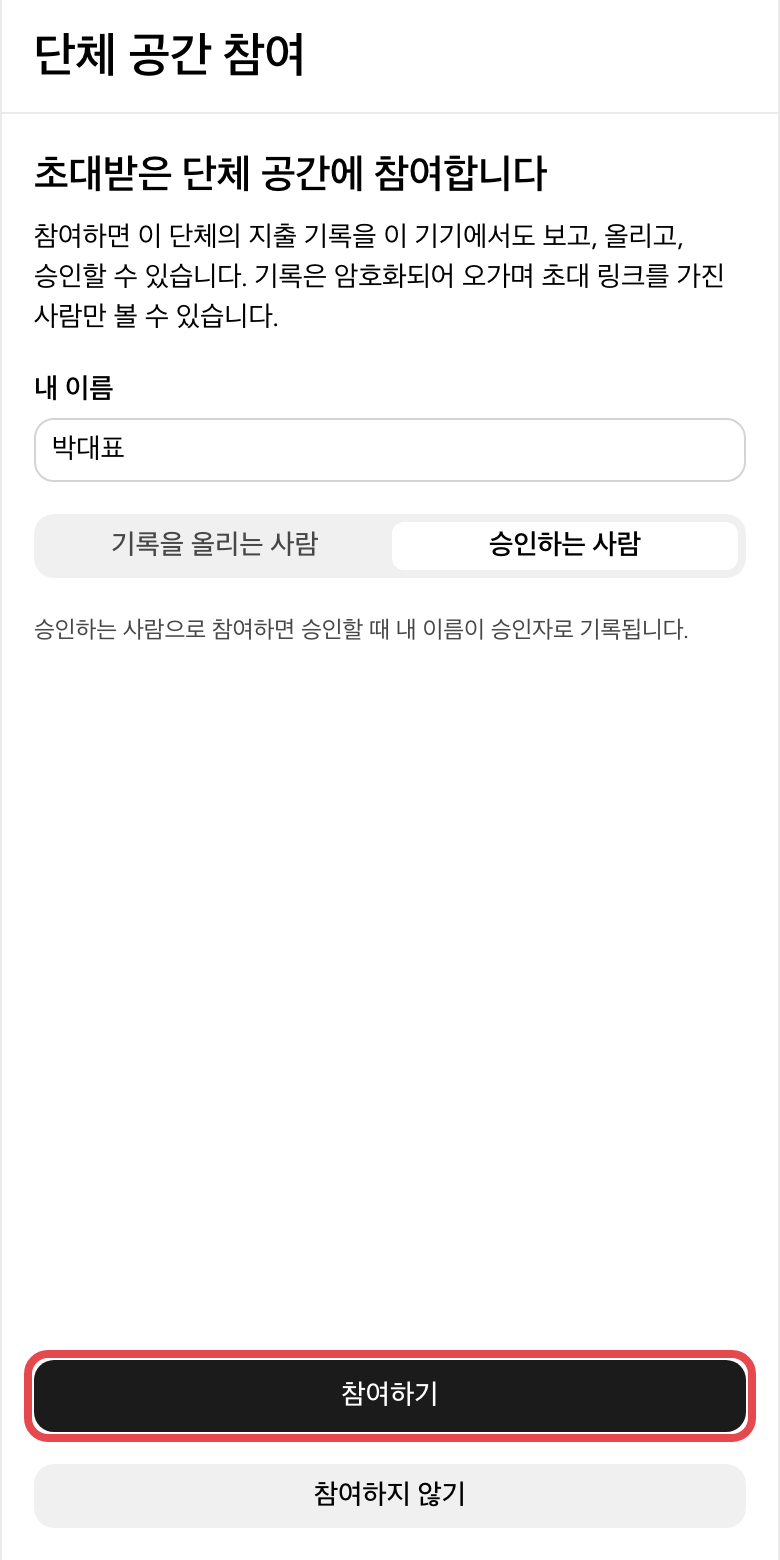 단체 공간 참여
초대받은 단체 공간에 참여합니다
참여하면 이 단체의 지출 기록을 이 기기에서도 보고, 올리고,
승인할 수 있습니다. 기록은 암호화되어 오가며 초대 링크를 가진
사람만 볼 수 있습니다.
내 이름
박대표
기록을 올리는 사람
승인하는 사람
승인하는 사람으로 참여하면 승인할 때 내 이름이 승인자로 기록됩니다.
참여하기
참여하지 않기